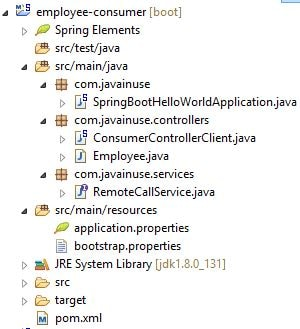 employee-consumer [boot]
Spring Elements
src/test/java
src/main/java
com.javainuse
SpringBootHelloWorldApplication.java
com.javainuse.controllers
ConsumerControllerClient.java
Employee.java
com.javainuse.services
RemoteCallService.java
src/main/resources
application.properties
bootstrap.properties
JRE System Library [jdk1.8.0_131]
src
target
pom.xml